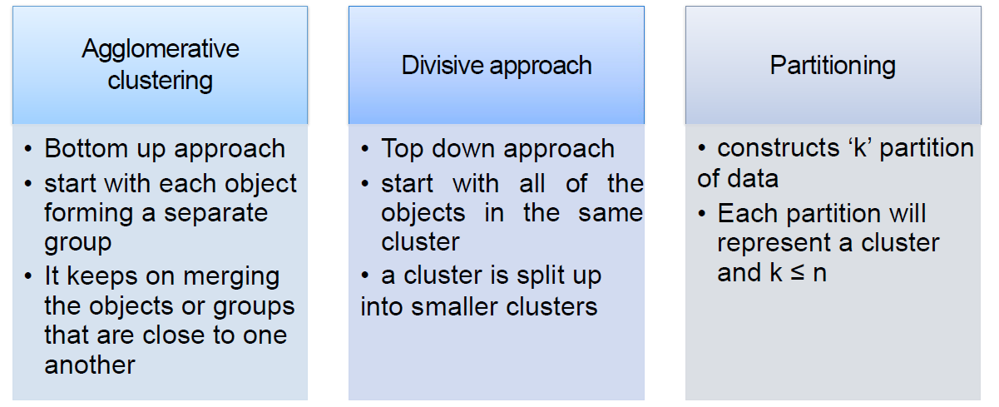 Agglomerative
clustering
• Bottom up approach
• start with each object
forming a separate
group
• It keeps on merging
the objects or groups
that are close to one
another
Divisive approach
• Top down approach
• start with all of the
objects in the same
cluster
• a cluster is split up
into smaller clusters
Partitioning
• constructs ‘k’ partition
of data
• Each partition will
represent a cluster
and k ≤ n